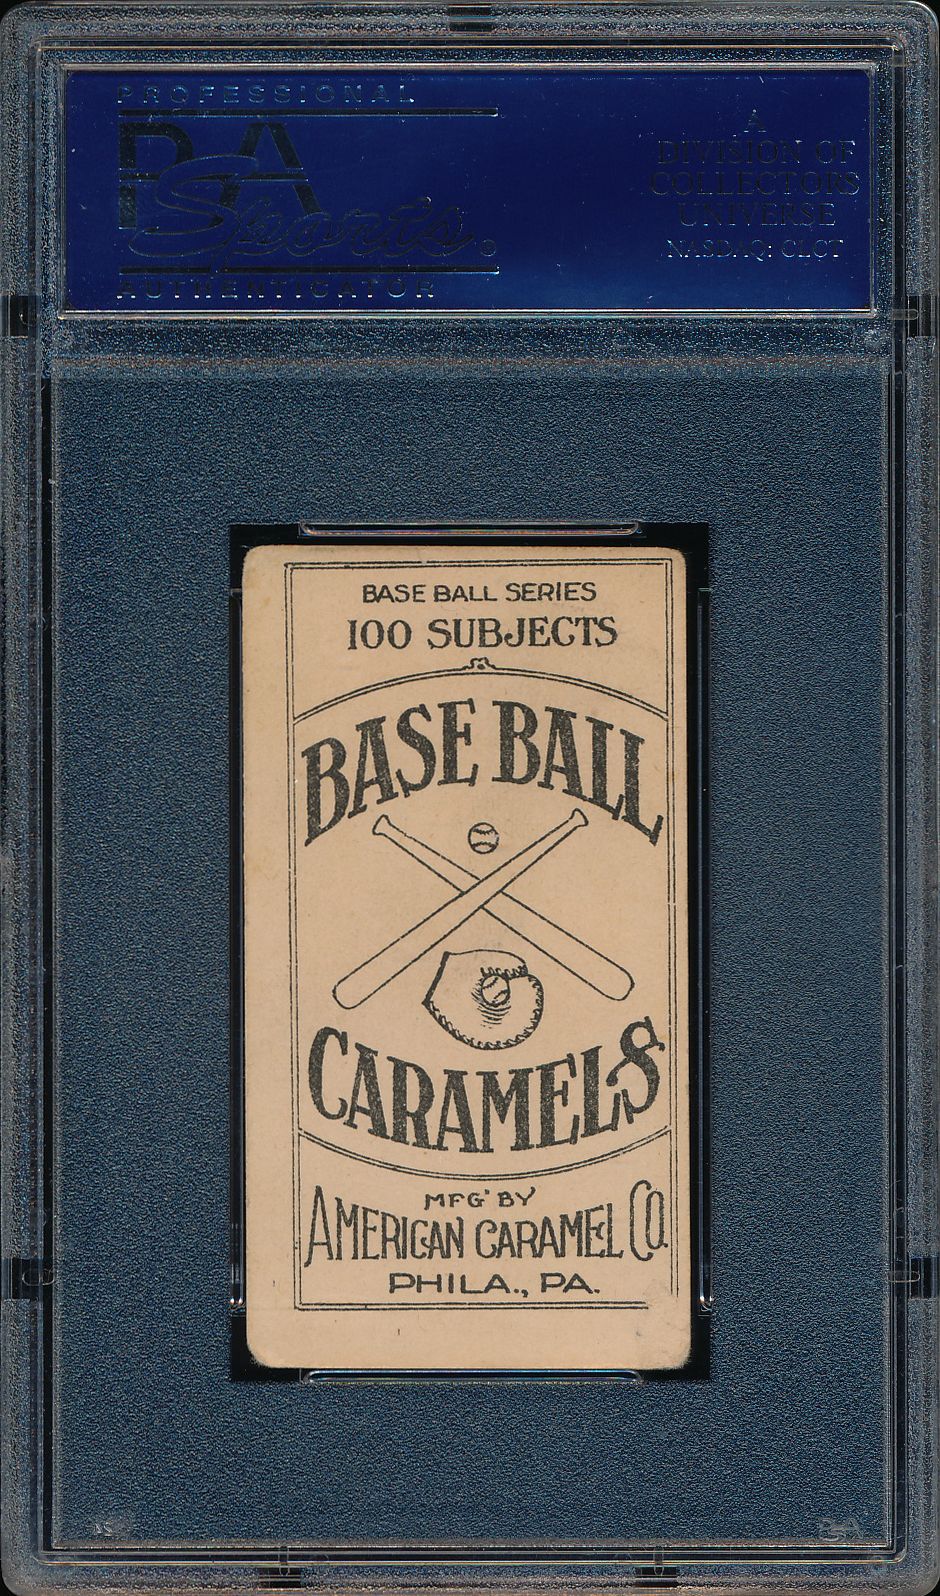 PROFESSIONAL
PSA
Sports
AUTHENTICATOR
A
DIVISION OF
COLLECTORS
UNIVERSE
NASDAQ: CLCT
BASE BALL SERIES
100 SUBJECTS
BASE BALL
CARAMELS
MFG' BY
AMERICAN CARAMEL CO.
PHILA., PA.
PSA